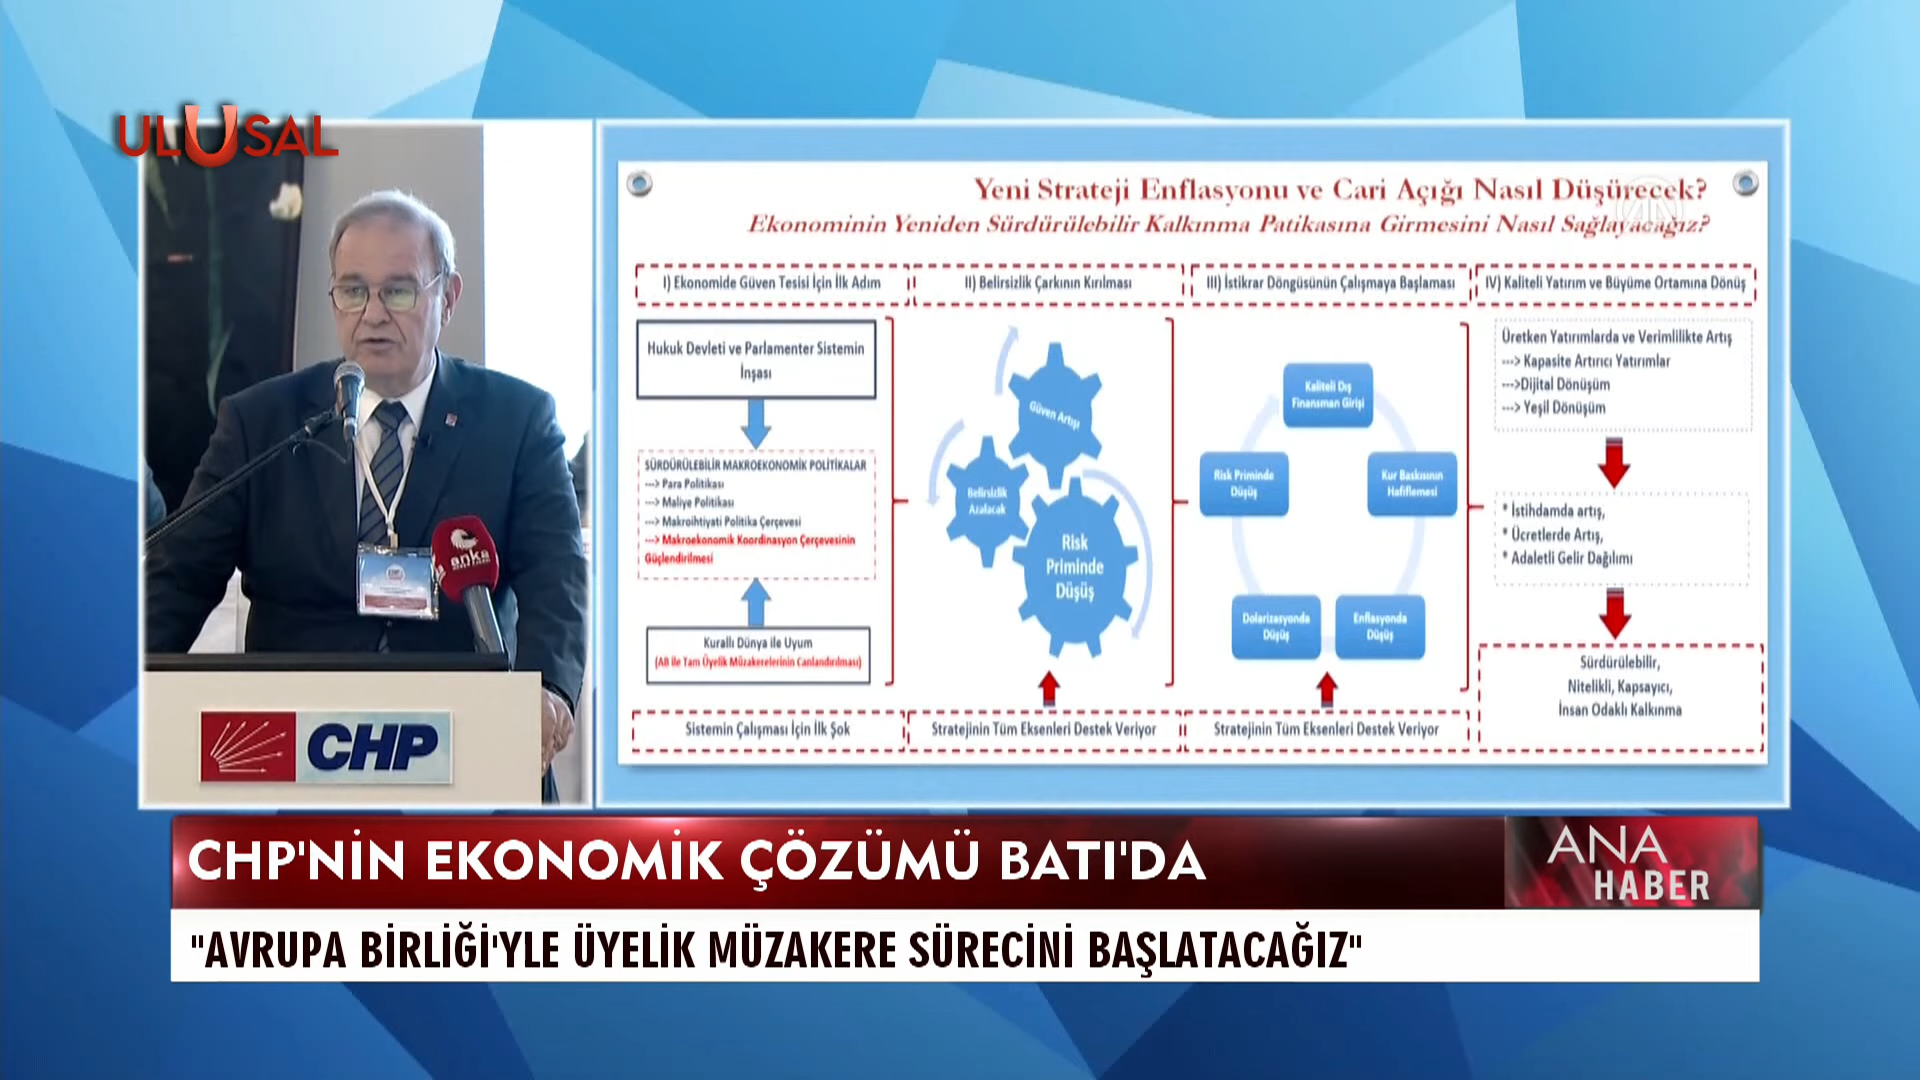 ULUSAL
Yeni Strateji Enflasyonu ve Cari Açığı Nasıl Düşürecek?
Ekonominin Yeniden Sürdürülebilir Kalkınma Patikasına Girmesini Nasıl Sağlayacağız?
AA
I) Ekonomide Güven Tesisi İçin İlk Adım
II) Belirsizlik Çarkının Kırılması
III) İstikrar Döngüsünün Çalışmaya Başlaması
IV) Kaliteli Yatırım ve Büyüme Ortamına Dönüş
Hukuk Devleti ve Parlamenter Sistemin
İnşası
SÜRDÜRÜLEBİLİR MAKROEKONOMİK POLİTİKALAR
---> Para Politikası
---> Maliye Politikası
---> Makroihtiyati Politika Çerçevesi
---> Makroekonomik Koordinasyon Çerçevesinin
Güçlendirilmesi
Kurallı Dünya ile Uyum
(AB ile Tam Üyelik Müzakerelerinin Canlandırılması)
Sistemin Çalışması İçin İlk Şok
Güven Artışı
Belirsizlik
Azalacak
Risk
Priminde
Düşüş
Stratejinin Tüm Eksenleri Destek Veriyor
Kaliteli Dış
Finansman Girişi
Risk Priminde
Düşüş
Kur Baskısının
Hafiflemesi
Dolarizasyonda
Düşüş
Enflasyonda
Düşüş
Stratejinin Tüm Eksenleri Destek Veriyor
Üretken Yatırımlarda ve Verimlilikte Artış
---> Kapasite Artırıcı Yatırımlar
--->Dijital Dönüşüm
---> Yeşil Dönüşüm
* İstihdamda artış,
* Ücretlerde Artış,
* Adaletli Gelir Dağılımı
Sürdürülebilir,
Nitelikli, Kapsayıcı,
İnsan Odaklı Kalkınma
anka
CHP
CHP'NİN EKONOMİK ÇÖZÜMÜ BATI'DA
ANA
HABER
"AVRUPA BİRLİĞİ'YLE ÜYELİK MÜZAKERE SÜRECİNİ BAŞLATACAĞIZ"